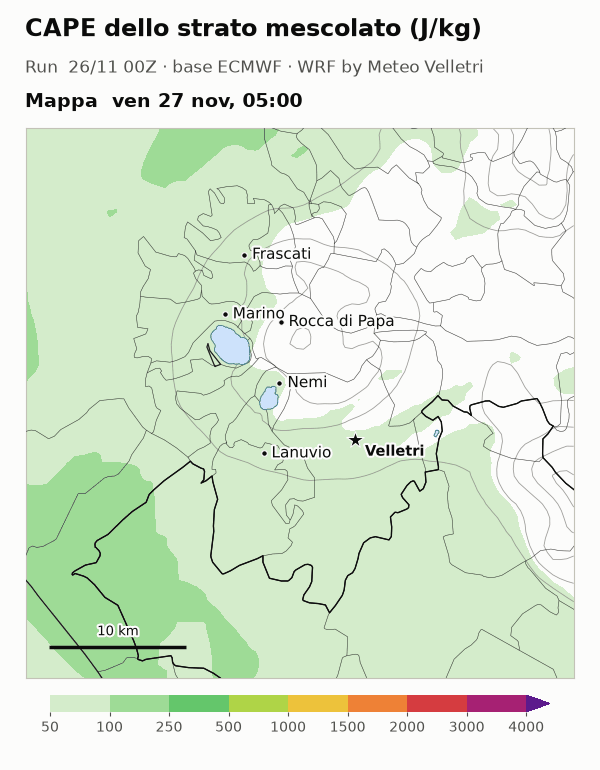 CAPE dello strato mescolato (J/kg)
Run  26/11 00Z · base ECMWF · WRF by Meteo Velletri
Mappa  ven 27 nov, 05:00
Frascati
Marino
Rocca di Papa
Nemi
Velletri
Lanuvio
10 km
50 100 250 500 1000 1500 2000 3000 4000